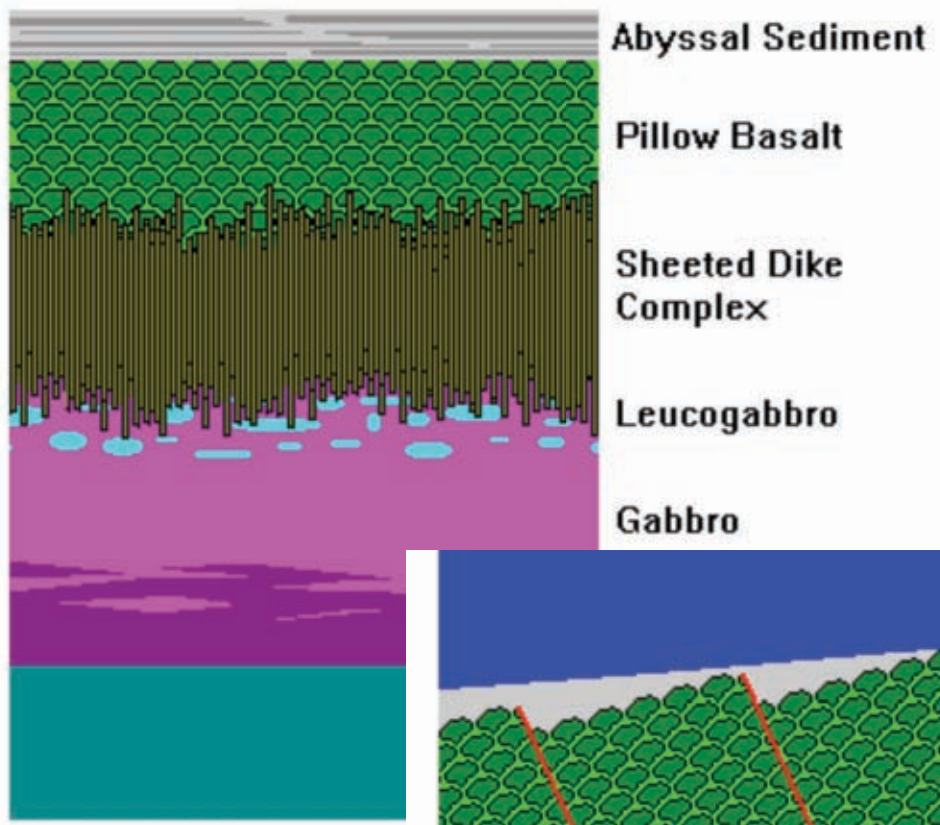 Abyssal Sediment
Pillow Basalt
Sheeted Dike
Complex
Leucogabbro
Gabbro